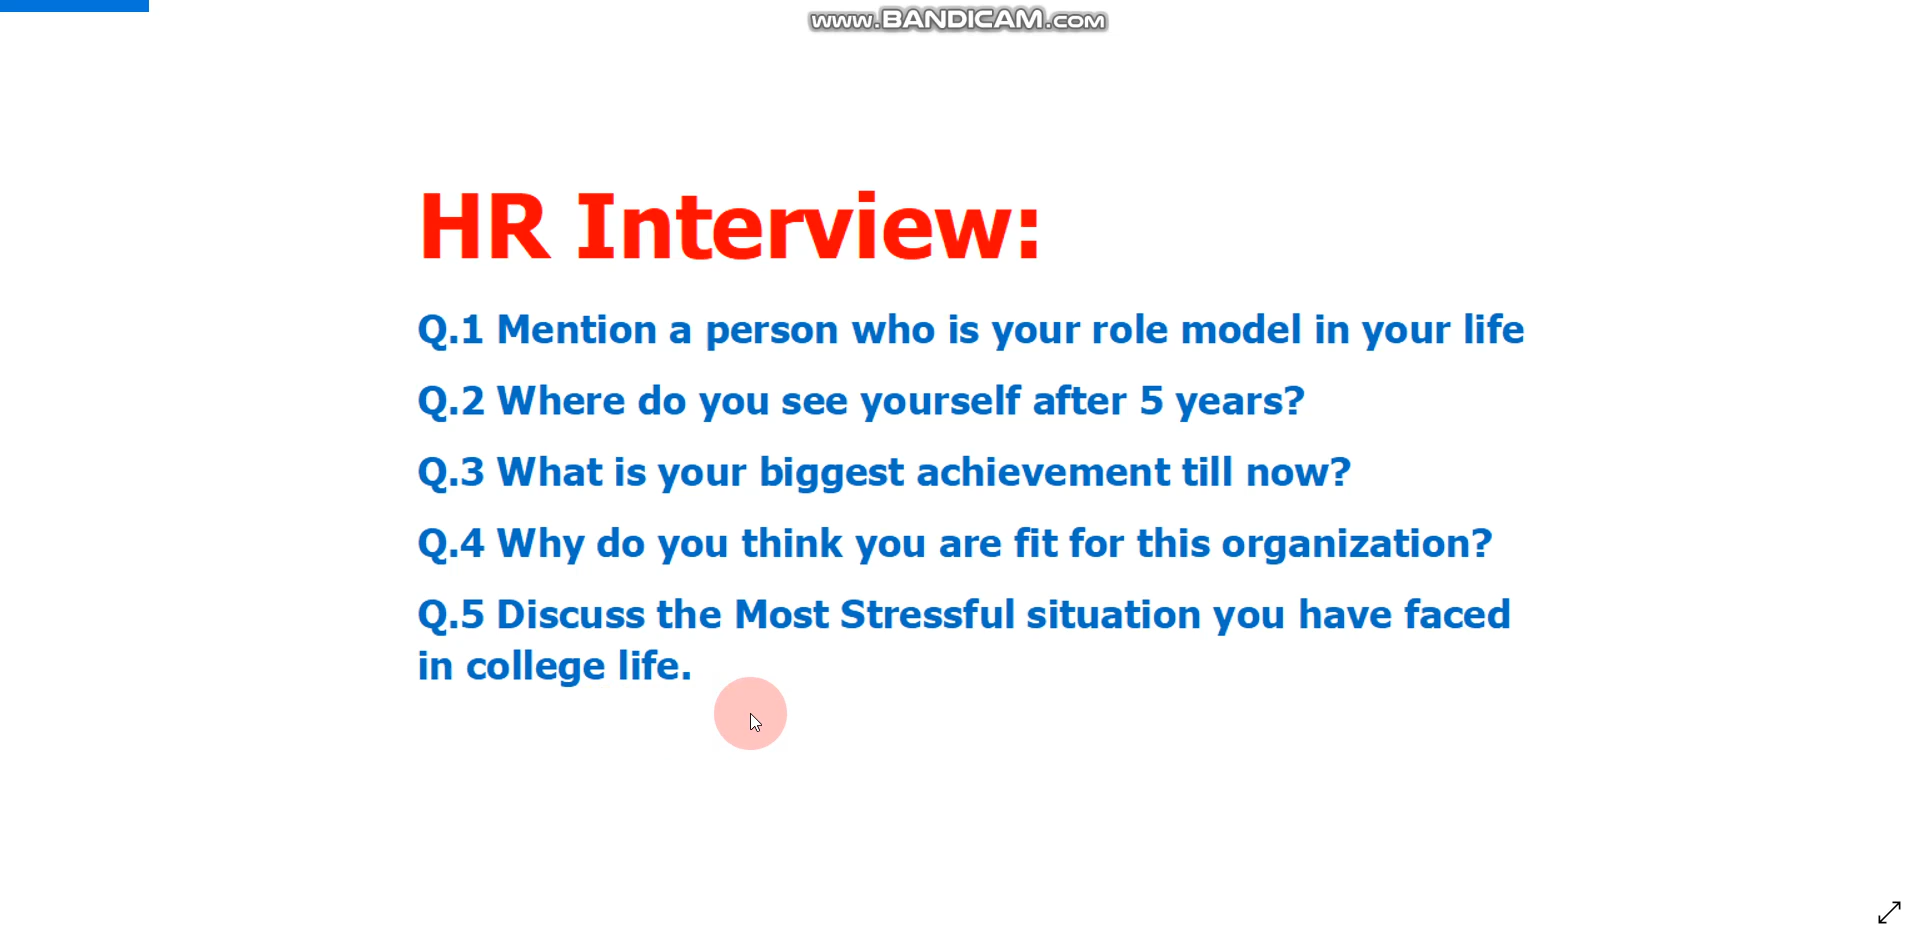 www.BANDICAM.com
HR Interview:
Q.1 Mention a person who is your role model in your life
Q.2 Where do you see yourself after 5 years?
Q.3 What is your biggest achievement till now?
Q.4 Why do you think you are fit for this organization?
Q.5 Discuss the Most Stressful situation you have faced
in college life.